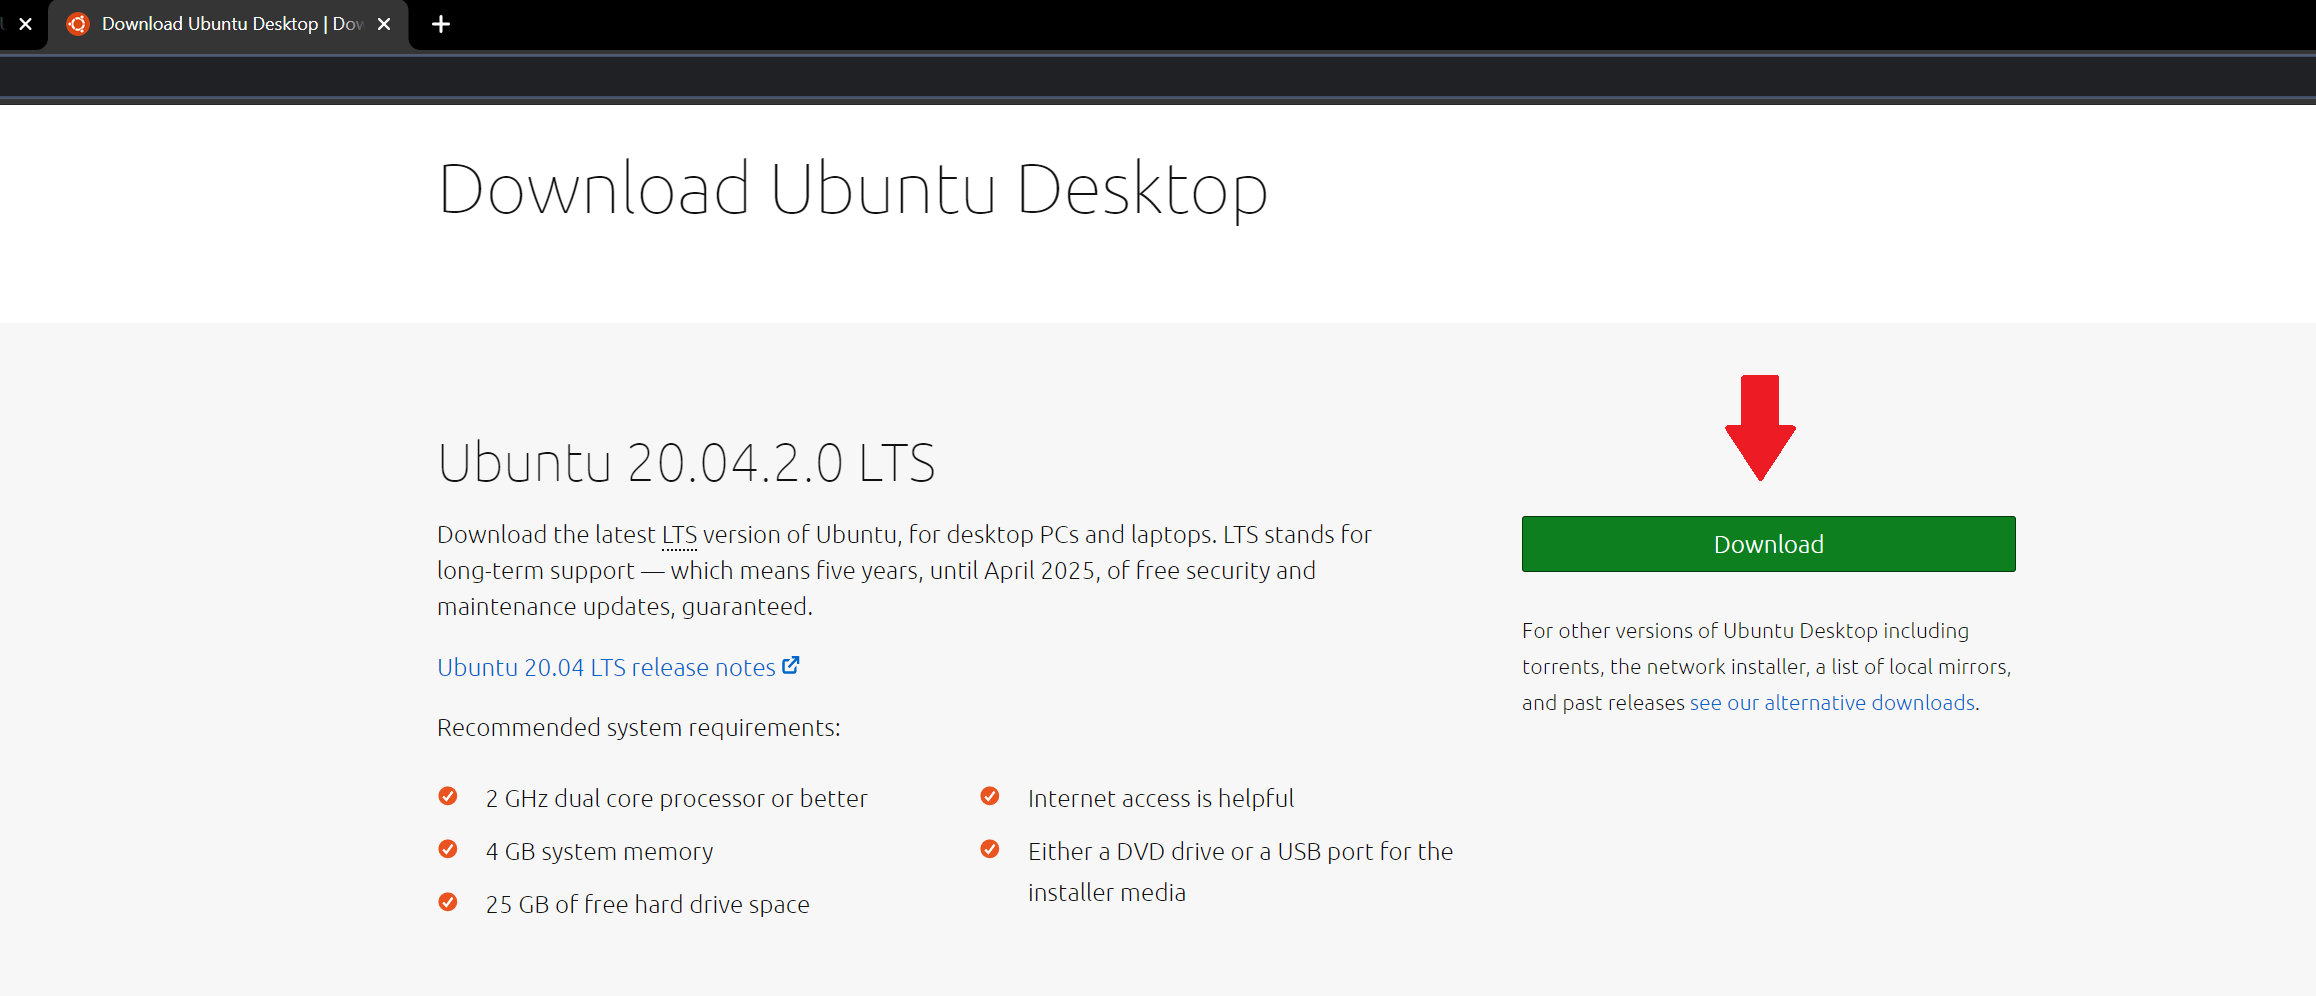 Download Ubuntu Desktop | Dow
Download Ubuntu Desktop
Ubuntu 20.04.2.0 LTS
Download the latest LTS version of Ubuntu, for desktop PCs and laptops. LTS stands for
long-term support — which means five years, until April 2025, of free security and
maintenance updates, guaranteed.
Ubuntu 20.04 LTS release notes
Recommended system requirements:
2 GHz dual core processor or better
4 GB system memory
25 GB of free hard drive space
Internet access is helpful
Either a DVD drive or a USB port for the
installer media
Download
For other versions of Ubuntu Desktop including
torrents, the network installer, a list of local mirrors,
and past releases see our alternative downloads.